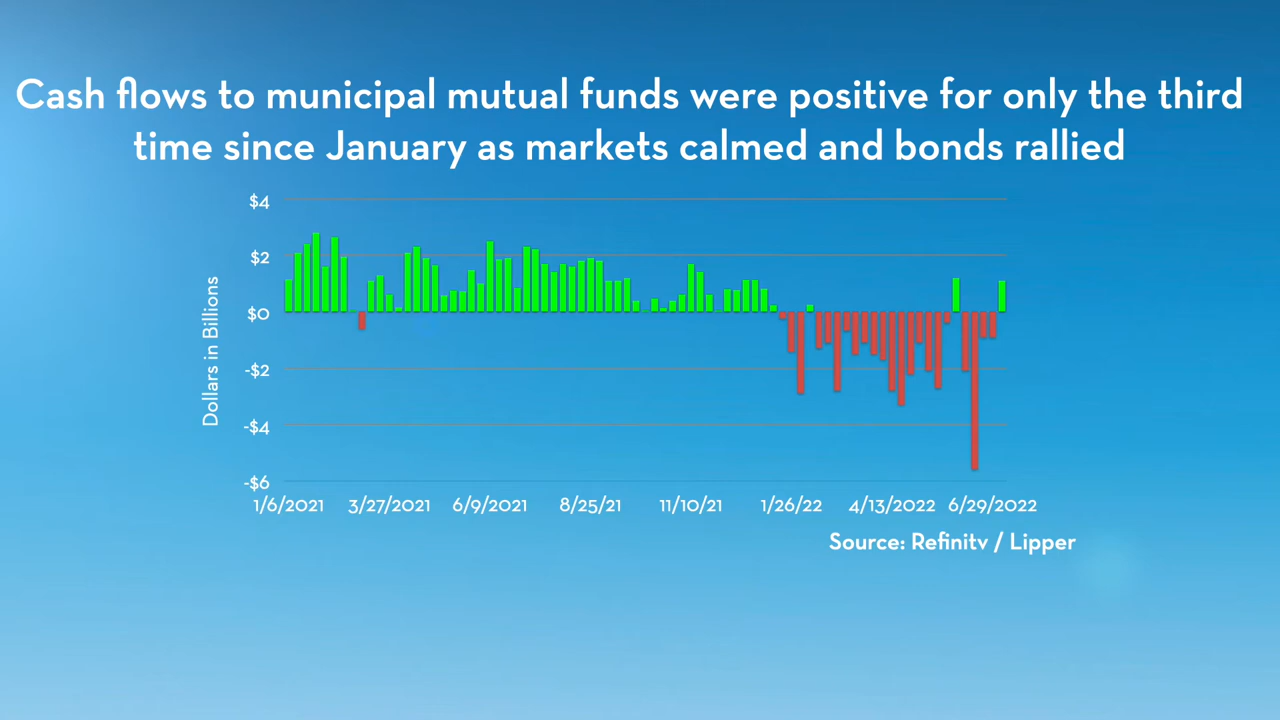 Cash flows to municipal mutual funds were positive for only the third
time since January as markets calmed and bonds rallied
$4
$2
$0
-$2
-$4
-$6
Dollars in Billions
1/6/2021 3/27/2021 6/9/2021 8/25/21 11/10/21 1/26/22 4/13/2022 6/29/2022
Source: Refinitv / Lipper